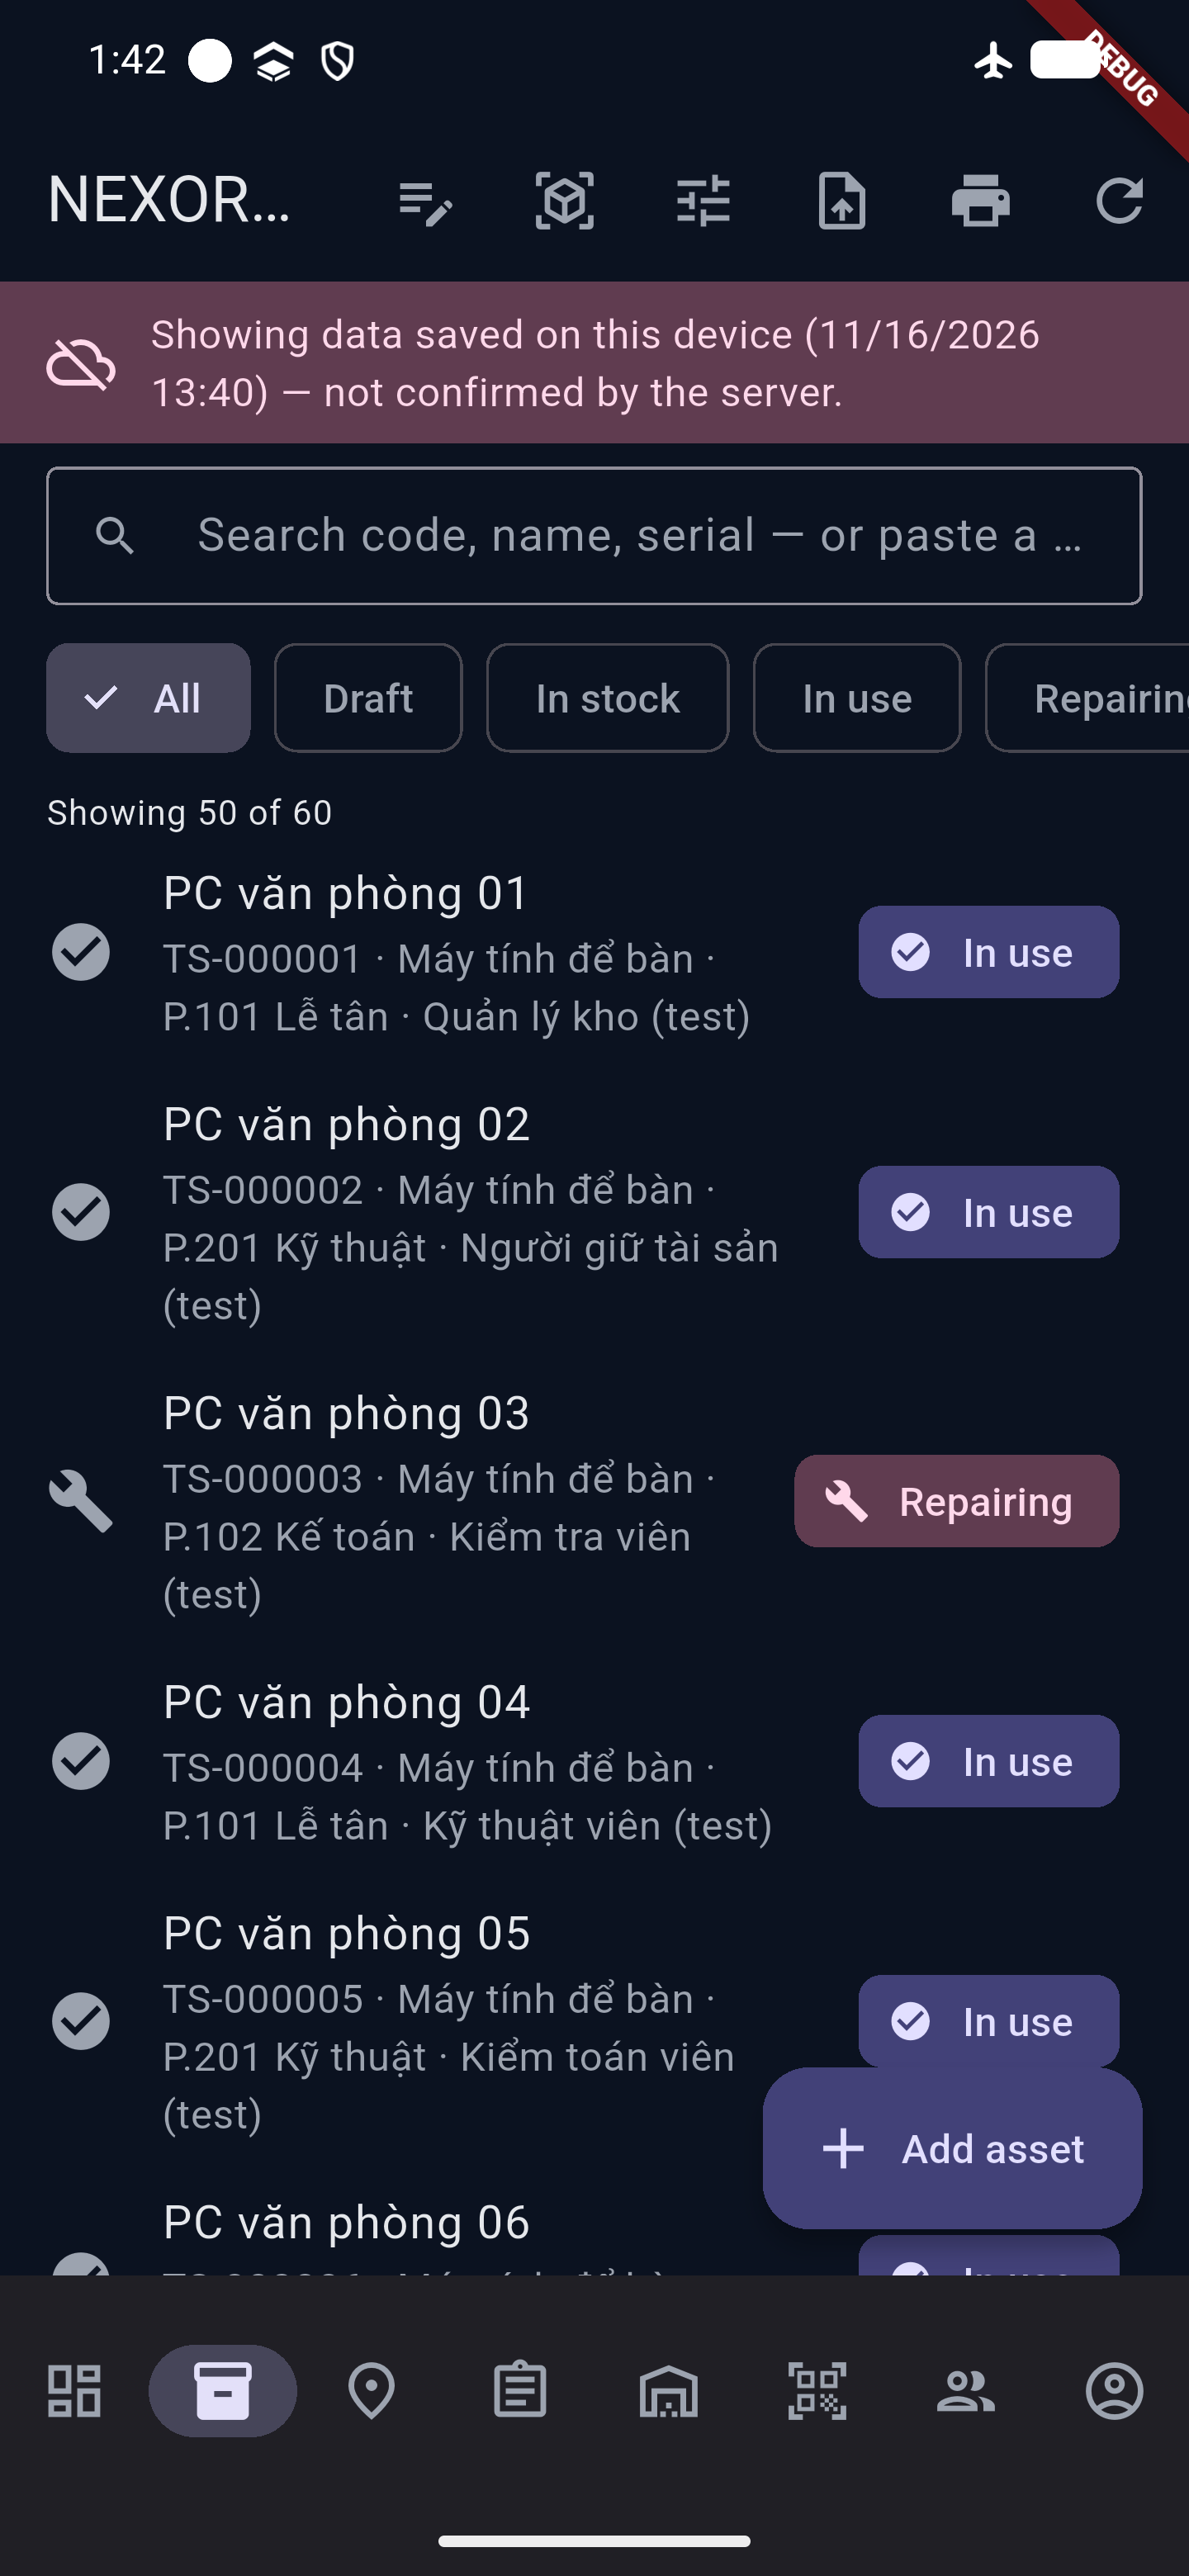 1:42
DEBUG
NEXOR…
Showing data saved on this device (11/16/2026
13:40) — not confirmed by the server.
Search code, name, serial — or paste a …
All
Draft
In stock
In use
Showing 50 of 60
PC văn phòng 01
TS-000001 · Máy tính để bàn ·
P.101 Lễ tân · Quản lý kho (test)
In use
PC văn phòng 02
TS-000002 · Máy tính để bàn ·
P.201 Kỹ thuật · Người giữ tài sản
(test)
In use
PC văn phòng 03
TS-000003 · Máy tính để bàn ·
P.102 Kế toán · Kiểm tra viên
(test)
Repairing
PC văn phòng 04
TS-000004 · Máy tính để bàn ·
P.101 Lễ tân · Kỹ thuật viên (test)
In use
PC văn phòng 05
TS-000005 · Máy tính để bàn ·
P.201 Kỹ thuật · Kiểm toán viên
(test)
In use
Add asset
PC văn phòng 06